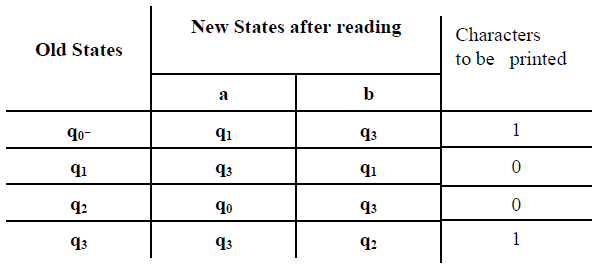 Old States New States after reading Characters to be printed
a b
q0- q1 q3 1
q1 q3 q1 0
q2 q0 q3 0
q3 q3 q2 1